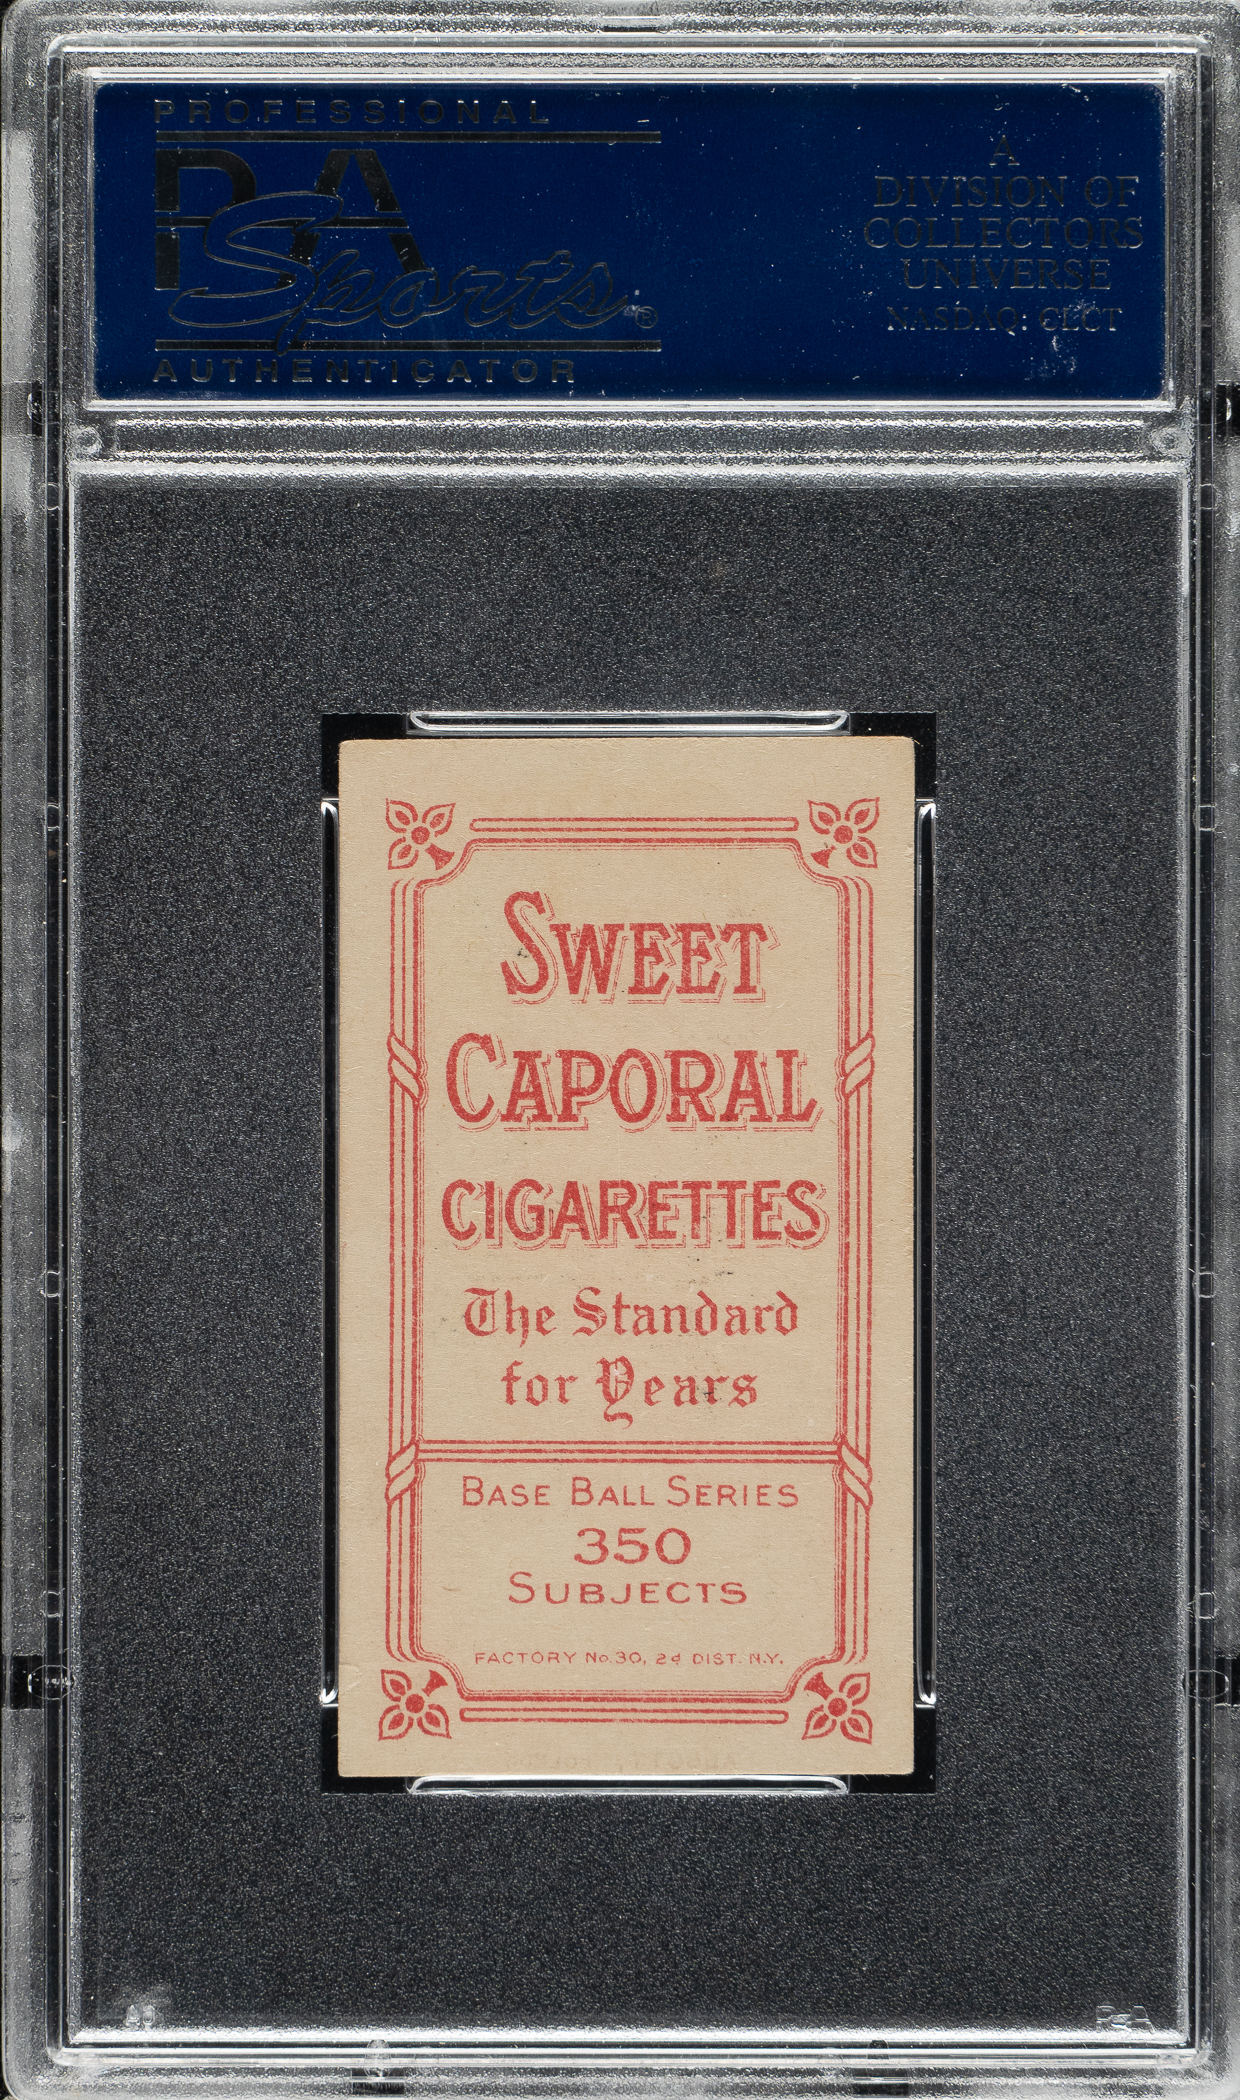 PROFESSIONAL
PSA
Sports®
AUTHENTICATOR
A
DIVISION OF
COLLECTORS
UNIVERSE
NASDAQ: CLCT
SWEET
CAPORAL
CIGARETTES
The Standard
for Years
BASE BALL SERIES
350
SUBJECTS
FACTORY No. 30, 2d DIST. N.Y.
PSA